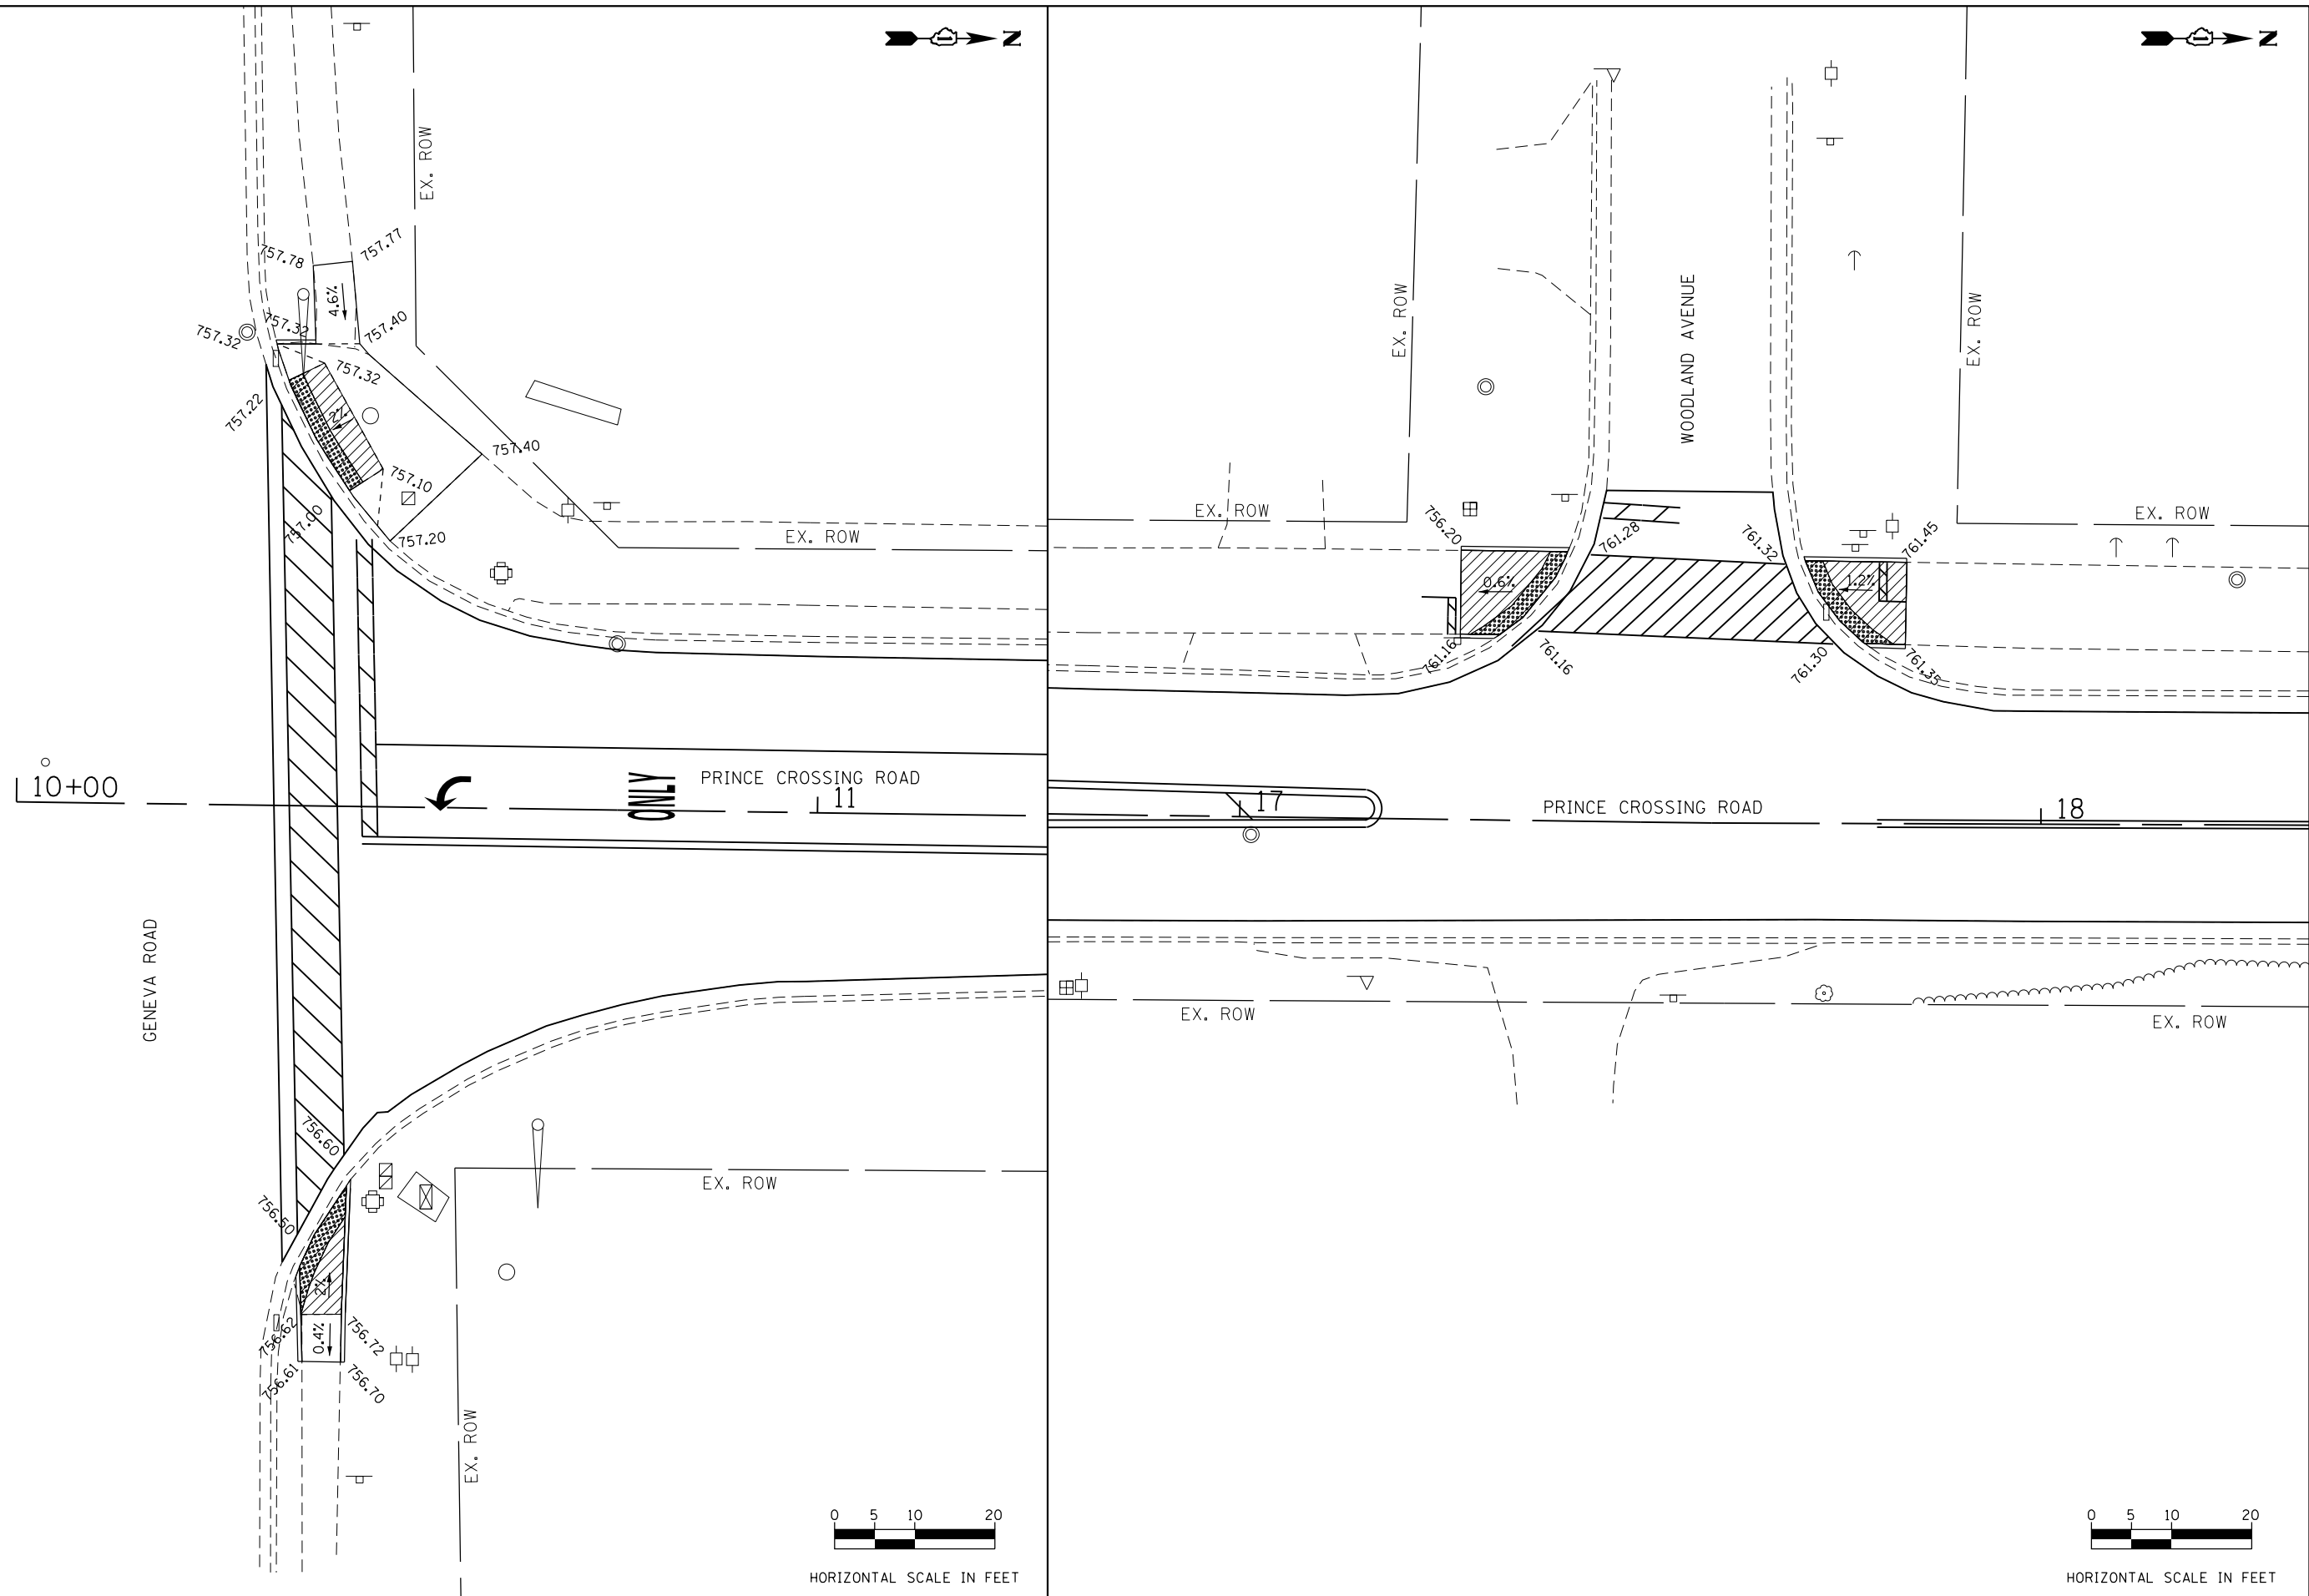 N
N
EX. ROW
757.78
757.77
4.6%
757.32
757.32
757.40
757.32
757.22
2%
757.40
757.10
757.00
757.20
EX. ROW
10+00
ONLY
PRINCE CROSSING ROAD
11
GENEVA ROAD
756.60
EX. ROW
756.50
2%
756.62
0.4%
756.72
756.61
756.70
EX. ROW
0 5 10 20
HORIZONTAL SCALE IN FEET
EX. ROW
WOODLAND AVENUE
EX. ROW
EX. ROW
756.20
761.28
761.32
761.45
EX. ROW
0.6%
1.2%
761.16
761.16
761.30
761.35
17
PRINCE CROSSING ROAD
18
EX. ROW
EX. ROW
0 5 10 20
HORIZONTAL SCALE IN FEET